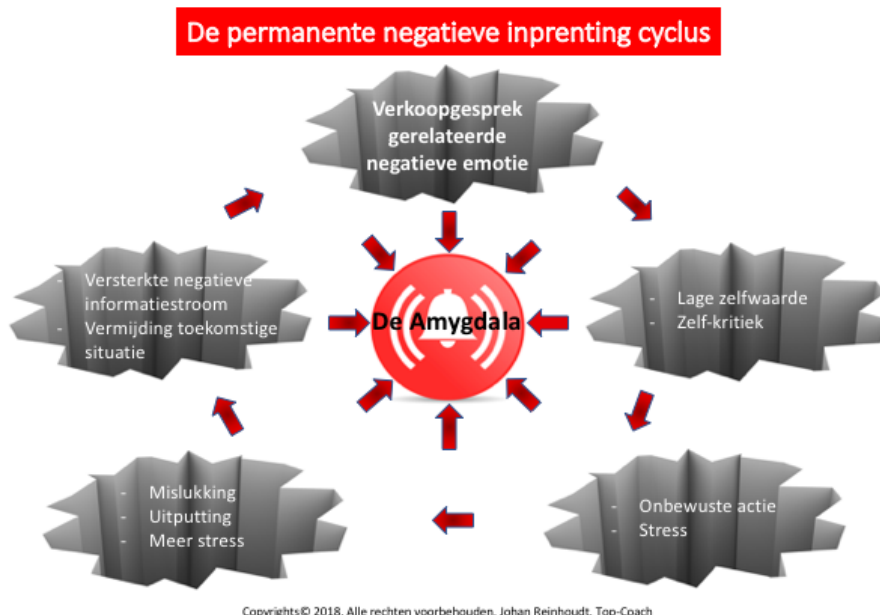 De permanente negatieve inprenting cyclus
Verkoopgesprek
gerelateerde
negatieve emotie
- Lage zelfwaarde
- Zelf-kritiek
- Onbewuste actie
- Stress
- Mislukking
- Uitputting
- Meer stress
- Versterkte negatieve
informatiestroom
- Vermijding toekomstige
situatie
De Amygdala
Copyrights© 2018. Alle rechten voorbehouden. Johan Reinhoudt. Top-Coach